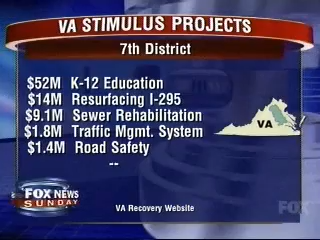 VA STIMULUS PROJECTS
7th District
$52M K-12 Education
$14M Resurfacing I-295
$9.1M Sewer Rehabilitation
$1.8M Traffic Mgmt. System
$1.4M Road Safety
--
VA
FOX NEWS
SUNDAY
VA Recovery Website
FOX